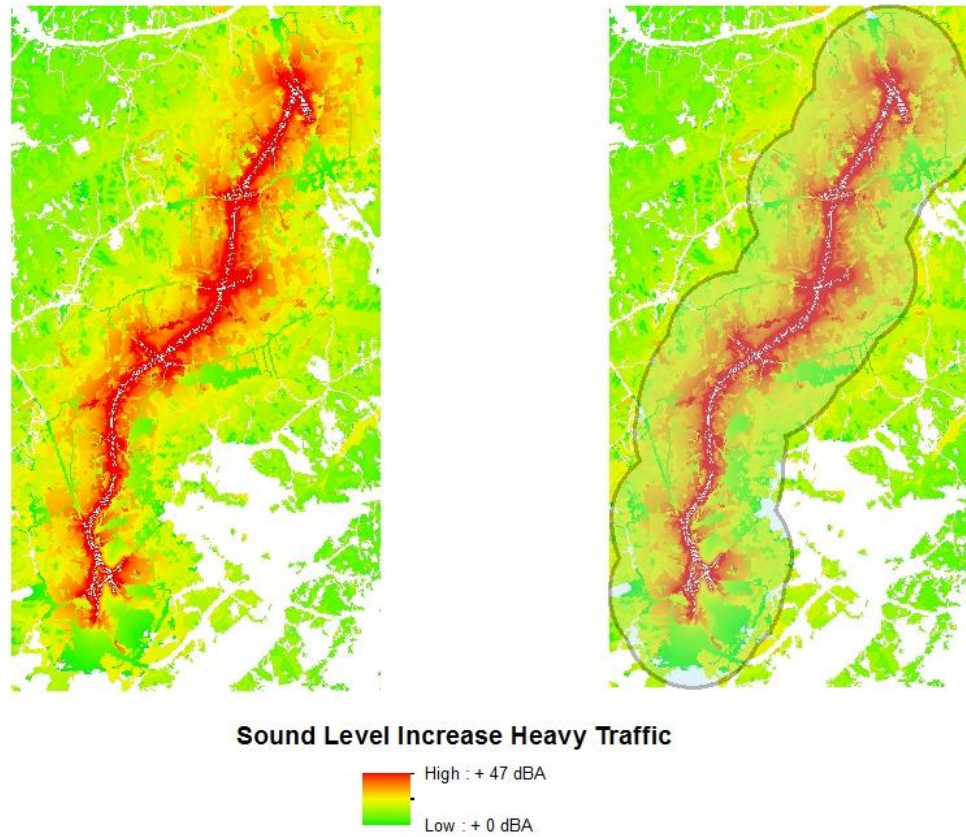 Sound Level Increase Heavy Traffic
High : + 47 dBA
Low : + 0 dBA